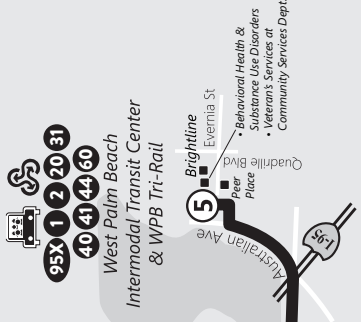 95X 1 2 20 31
40 41 44 60
West Palm Beach
Intermodal Transit Center
& WPB Tri-Rail
5
Brightline
Evernia St
• Behavioral Health &
Substance Use Disorders
• Veteran's Services at
Community Services Dept.
Peer
Place
Quadrille Blvd
Australian Ave
I-95